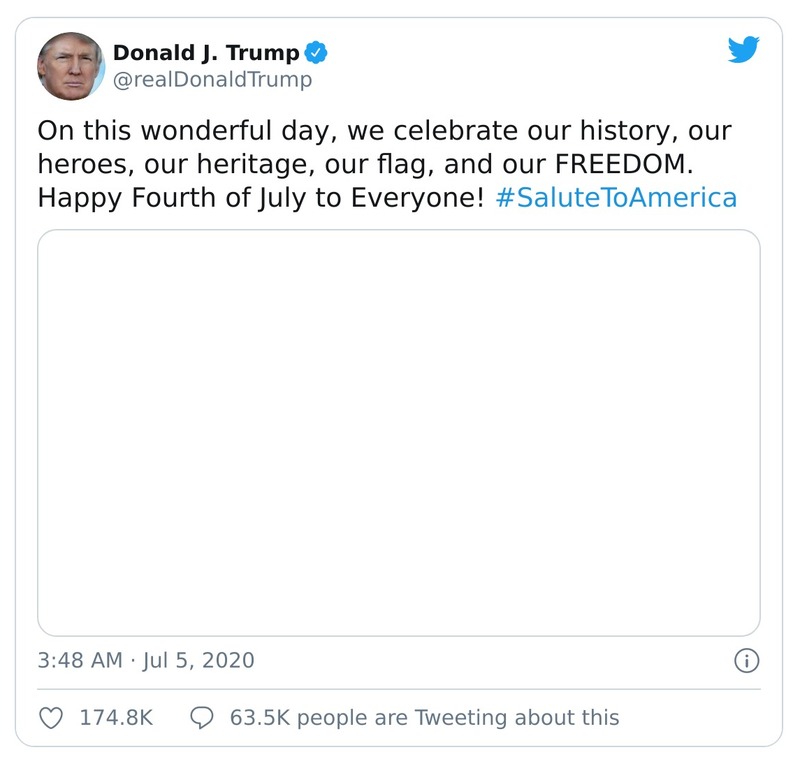 Donald J. Trump
@realDonaldTrump
On this wonderful day, we celebrate our history, our
heroes, our heritage, our flag, and our FREEDOM.
Happy Fourth of July to Everyone! #SaluteToAmerica
3:48 AM · Jul 5, 2020
174.8K 63.5K people are Tweeting about this